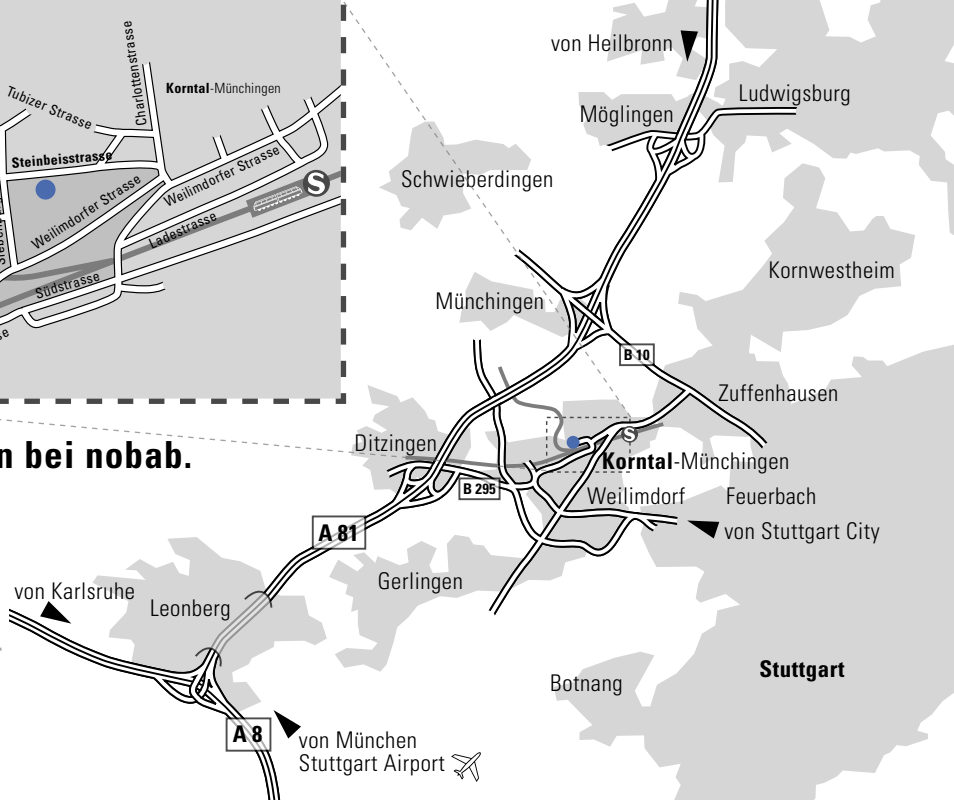 von Heilbronn
Charlottenstrasse
Korntal-Münchingen
Tubizer Strasse
Ludwigsburg
Möglingen
Steinbeisstrasse
Weilimdorfer Strasse
S
Schwieberdingen
Weilimdorfer Strasse
Ladestrasse
Südstrasse
Kornwestheim
Münchingen
B 10
Zuffenhausen
Ditzingen
S
n bei nobab.
Korntal-Münchingen
B 295
Weilimdorf
Feuerbach
A 81
von Stuttgart City
Gerlingen
von Karlsruhe
Leonberg
Stuttgart
Botnang
A 8
von München
Stuttgart Airport